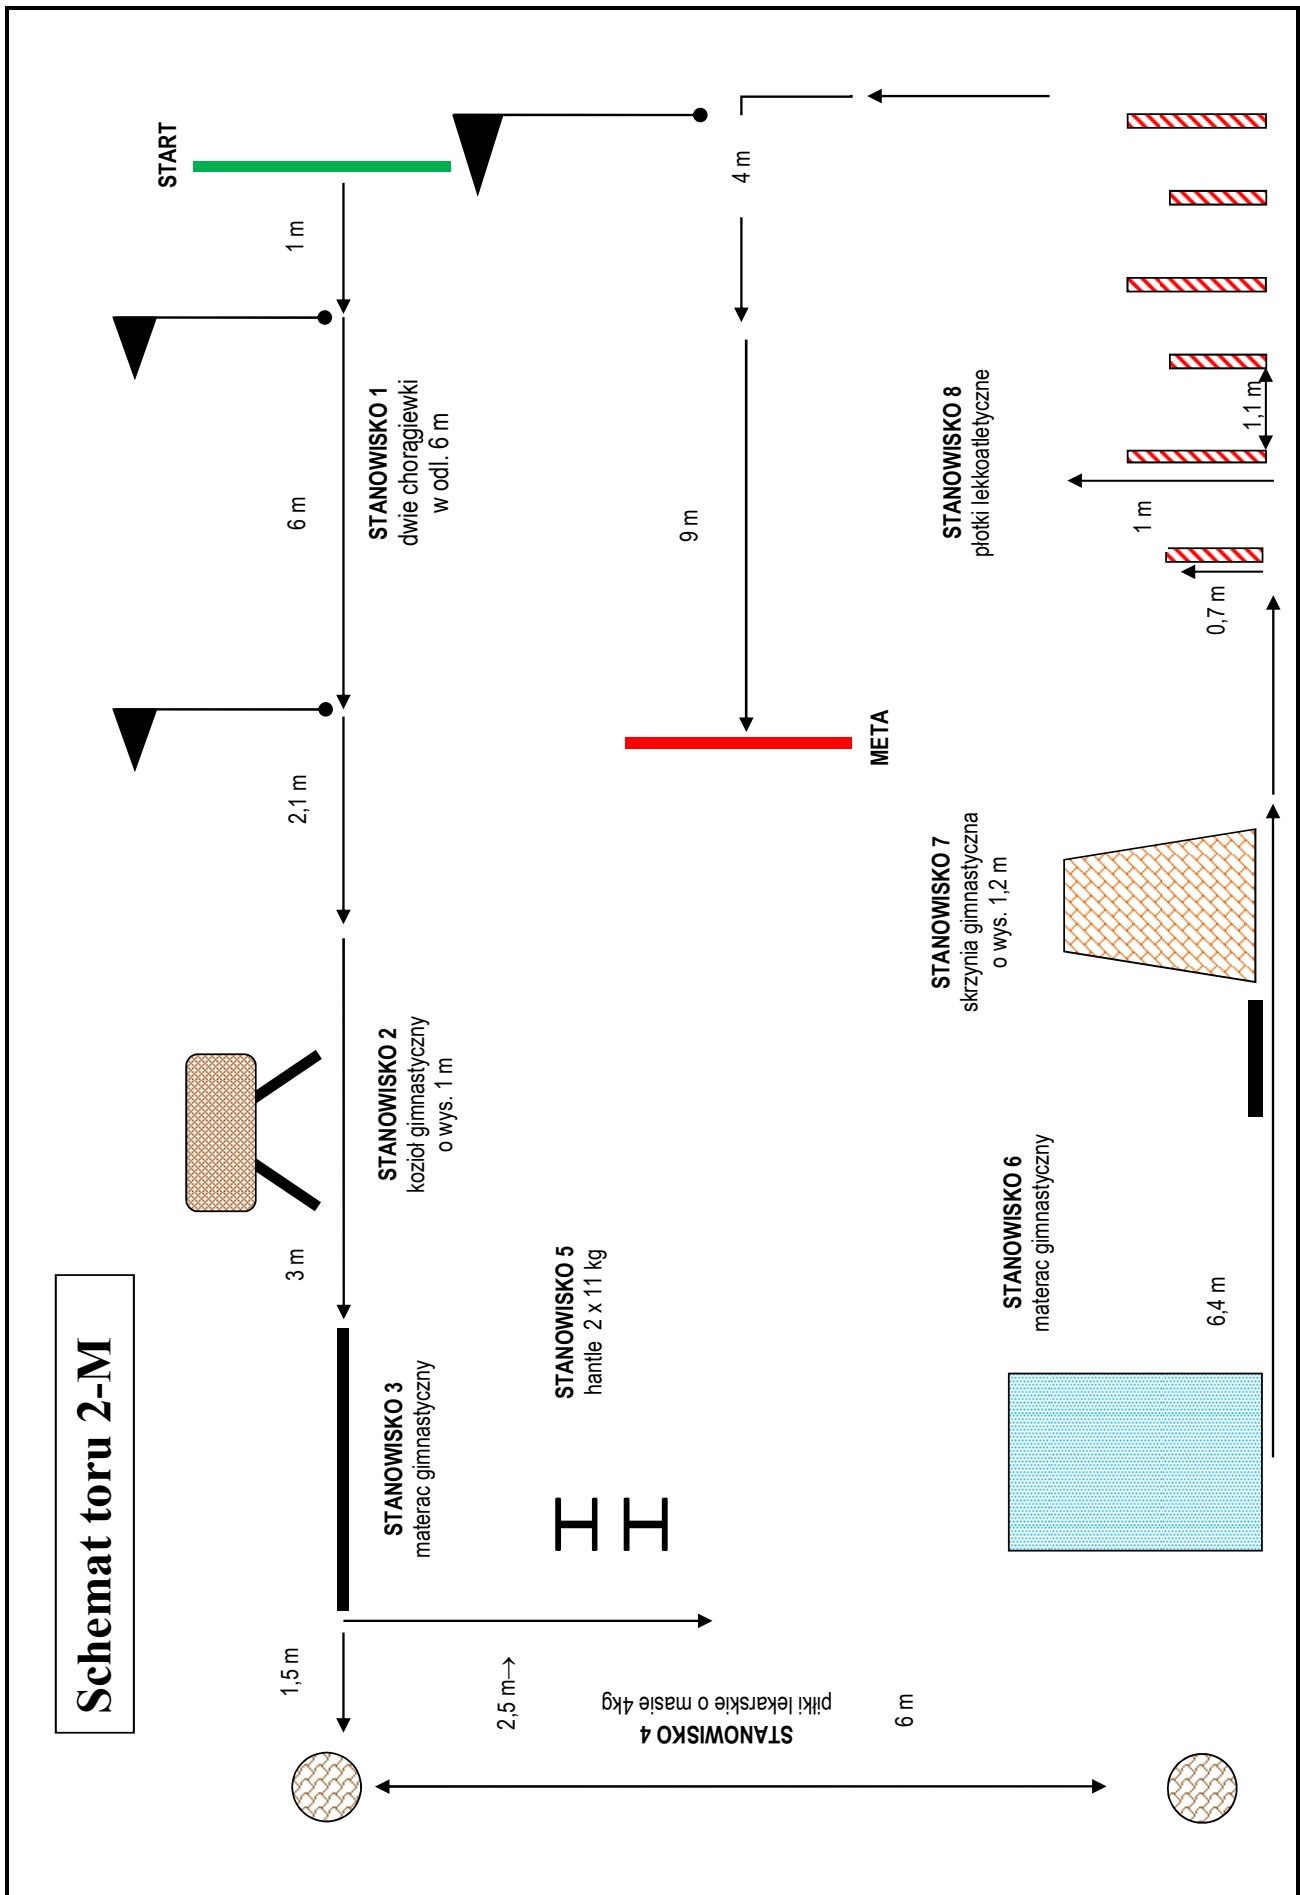 Schemat toru 2-M
START
1 m
6 m
STANOWISKO 1
dwie chorągiewki
w odl. 6 m
2,1 m
STANOWISKO 2
kozioł gimnastyczny
o wys. 1 m
3 m
STANOWISKO 3
materac gimnastyczny
1,5 m
2,5 m→
STANOWISKO 4
piłki lekarskie o masie 4kg
6 m
STANOWISKO 5
hantle 2 x 11 kg
STANOWISKO 6
materac gimnastyczny
6,4 m
STANOWISKO 7
skrzynia gimnastyczna
o wys. 1,2 m
STANOWISKO 8
płotki lekkoatletyczne
0,7 m
1 m
1,1 m
4 m
9 m
META